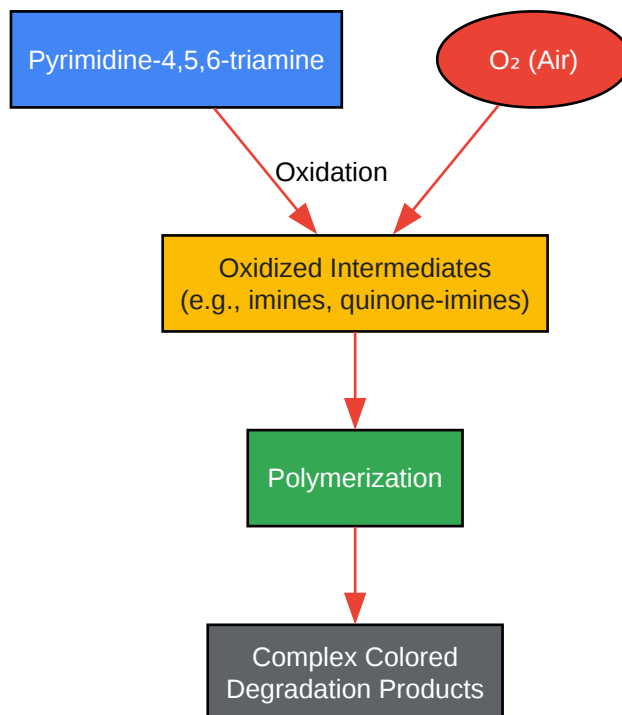 Pyrimidine-4,5,6-triamine
O₂ (Air)
Oxidation
Oxidized Intermediates
(e.g., imines, quinone-imines)
Polymerization
Complex Colored
Degradation Products